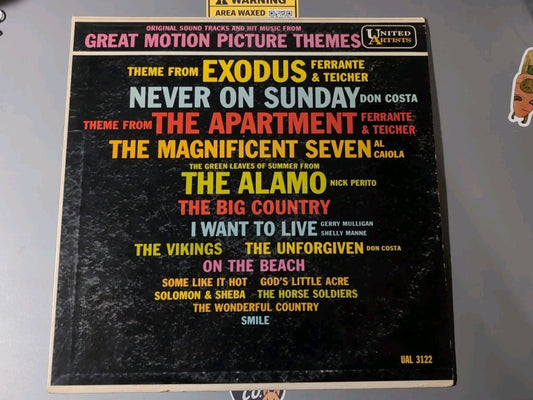 WARNING
AREA WAXED
ORIGINAL SOUND TRACKS AND HIT MUSIC FROM
GREAT MOTION PICTURE THEMES
UNITED
ARTISTS
THEME FROM EXODUS FERRANTE
& TEICHER
NEVER ON SUNDAY DON COSTA
THEME FROM THE APARTMENT FERRANTE
& TEICHER
THE MAGNIFICENT SEVEN AL
CAIOLA
THE GREEN LEAVES OF SUMMER FROM
THE ALAMO NICK PERITO
THE BIG COUNTRY
I WANT TO LIVE GERRY MULLIGAN
SHELLY MANNE
THE VIKINGS THE UNFORGIVEN DON COSTA
ON THE BEACH
SOME LIKE IT HOT GOD'S LITTLE ACRE
SOLOMON & SHEBA THE HORSE SOLDIERS
THE WONDERFUL COUNTRY
SMILE
UAL 3122
CO.